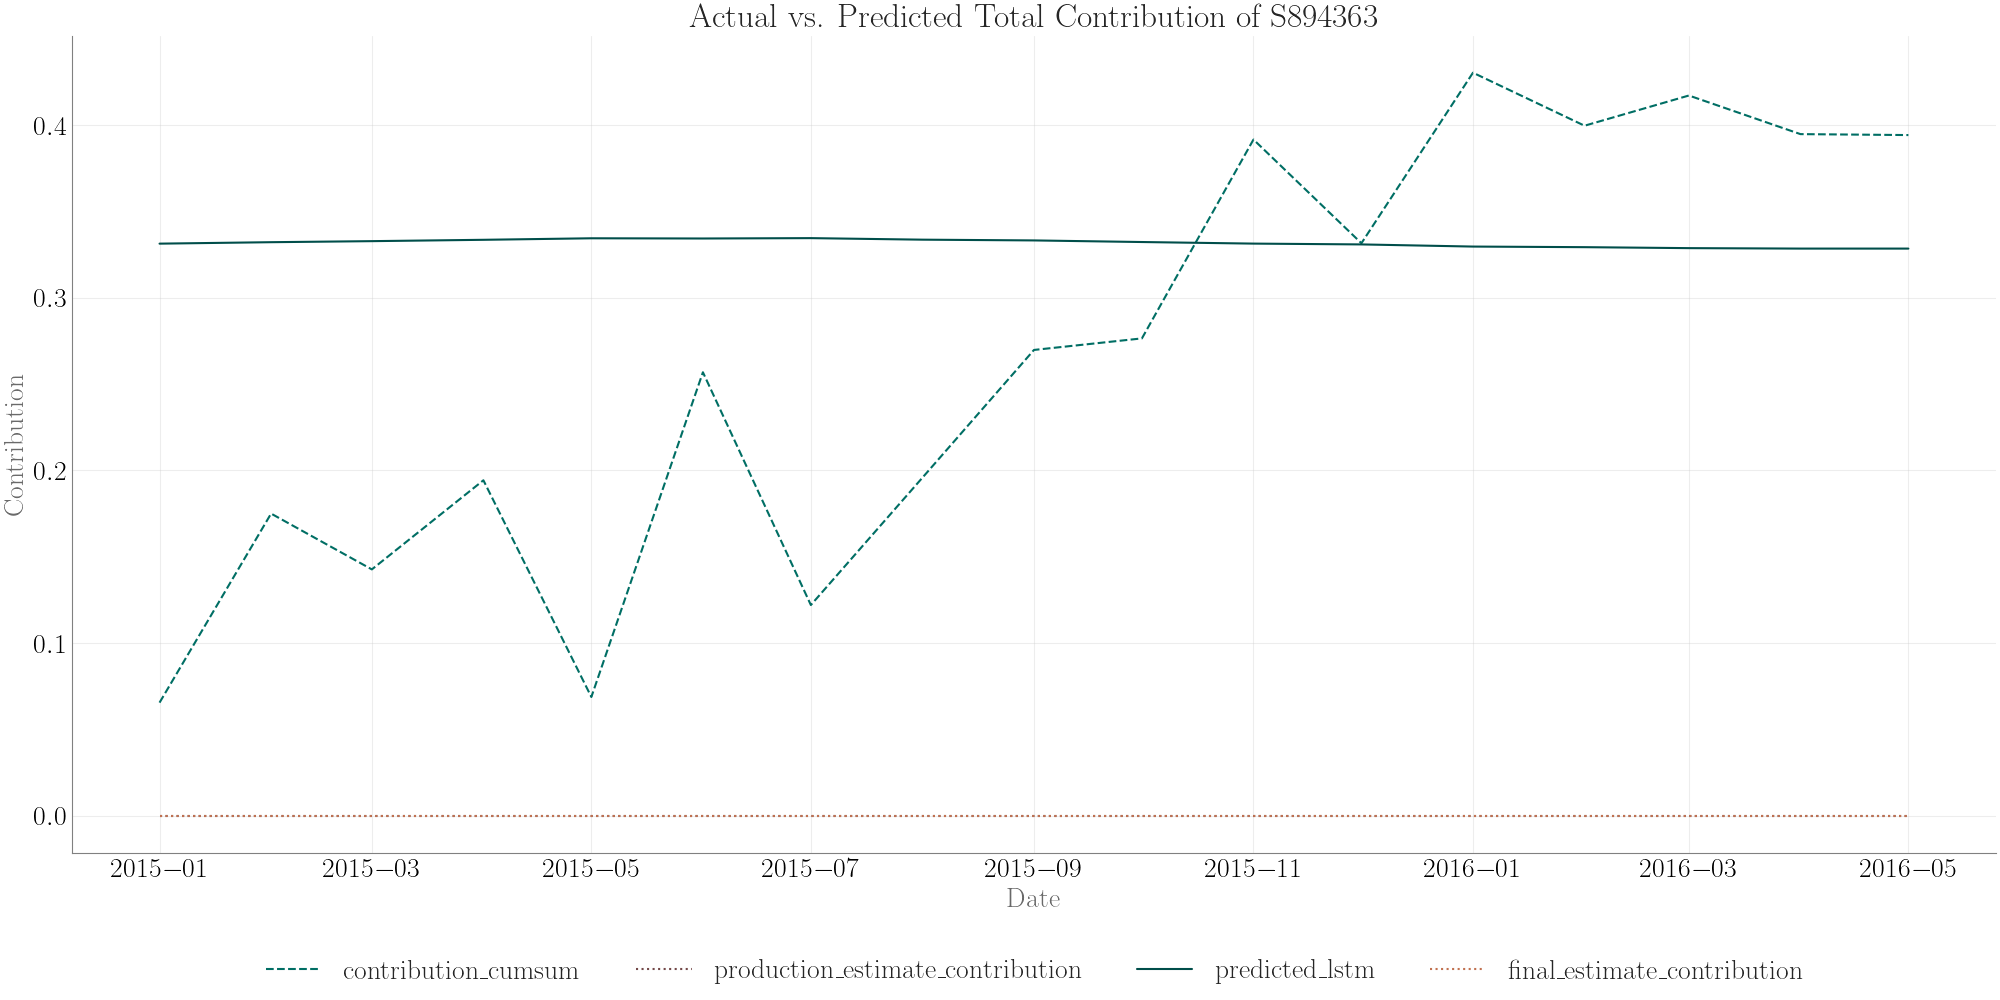 Actual vs. Predicted Total Contribution of S894363
0.4
0.3
0.2
0.1
0.0
Contribution
2015−01 2015−03 2015−05 2015−07 2015−09 2015−11 2016−01 2016−03 2016−05
Date
contribution_cumsum production_estimate_contribution predicted_lstm final_estimate_contribution